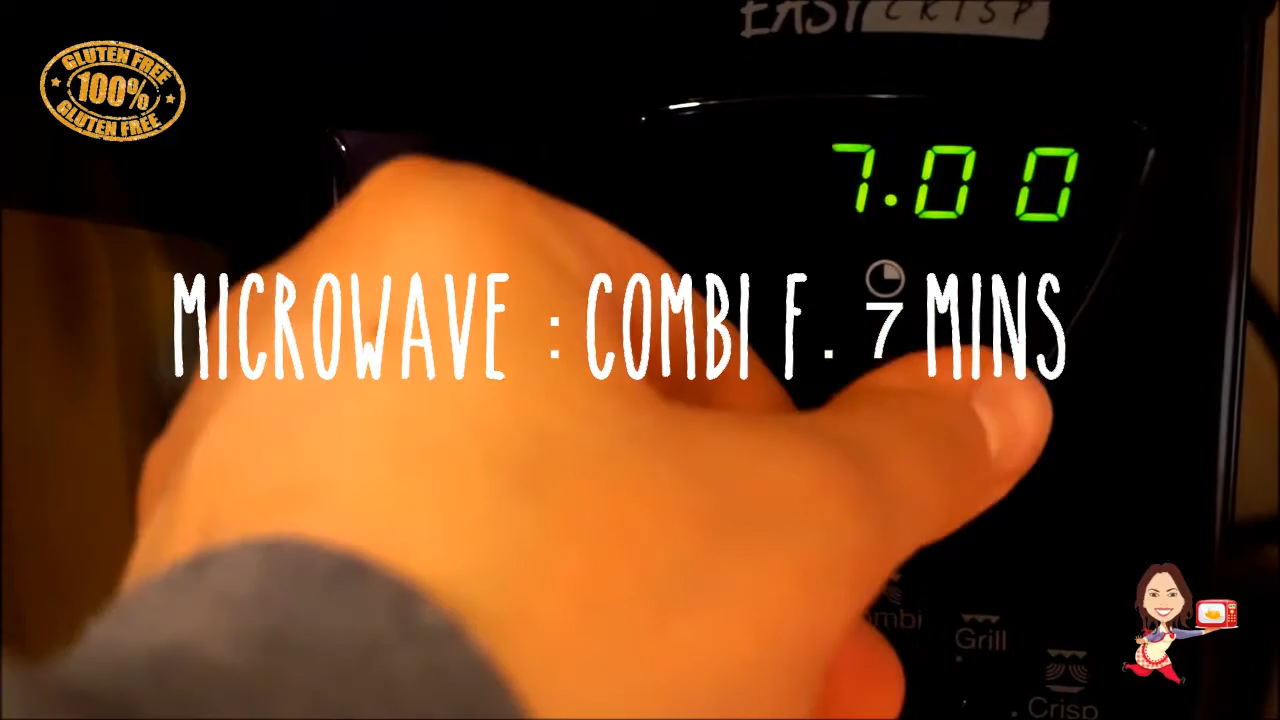 EASY CRISP
GLUTEN FREE
100%
GLUTEN FREE
7.00
MICROWAVE : COMBI F. 7 MINS
Grill
Crisp